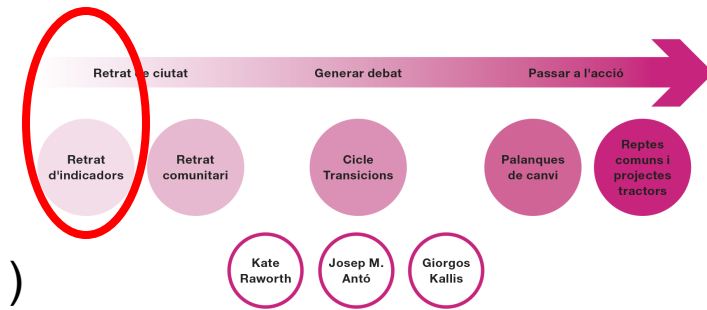 Retrat de ciutat
Generar debat
Passar a l'acció
Retrat
d'indicadors
Retrat
comunitari
Cicle
Transicions
Palanques
de canvi
Reptes
comuns i
projectes
tractors
Kate
Raworth
Josep M.
Antó
Giorgos
Kallis
)